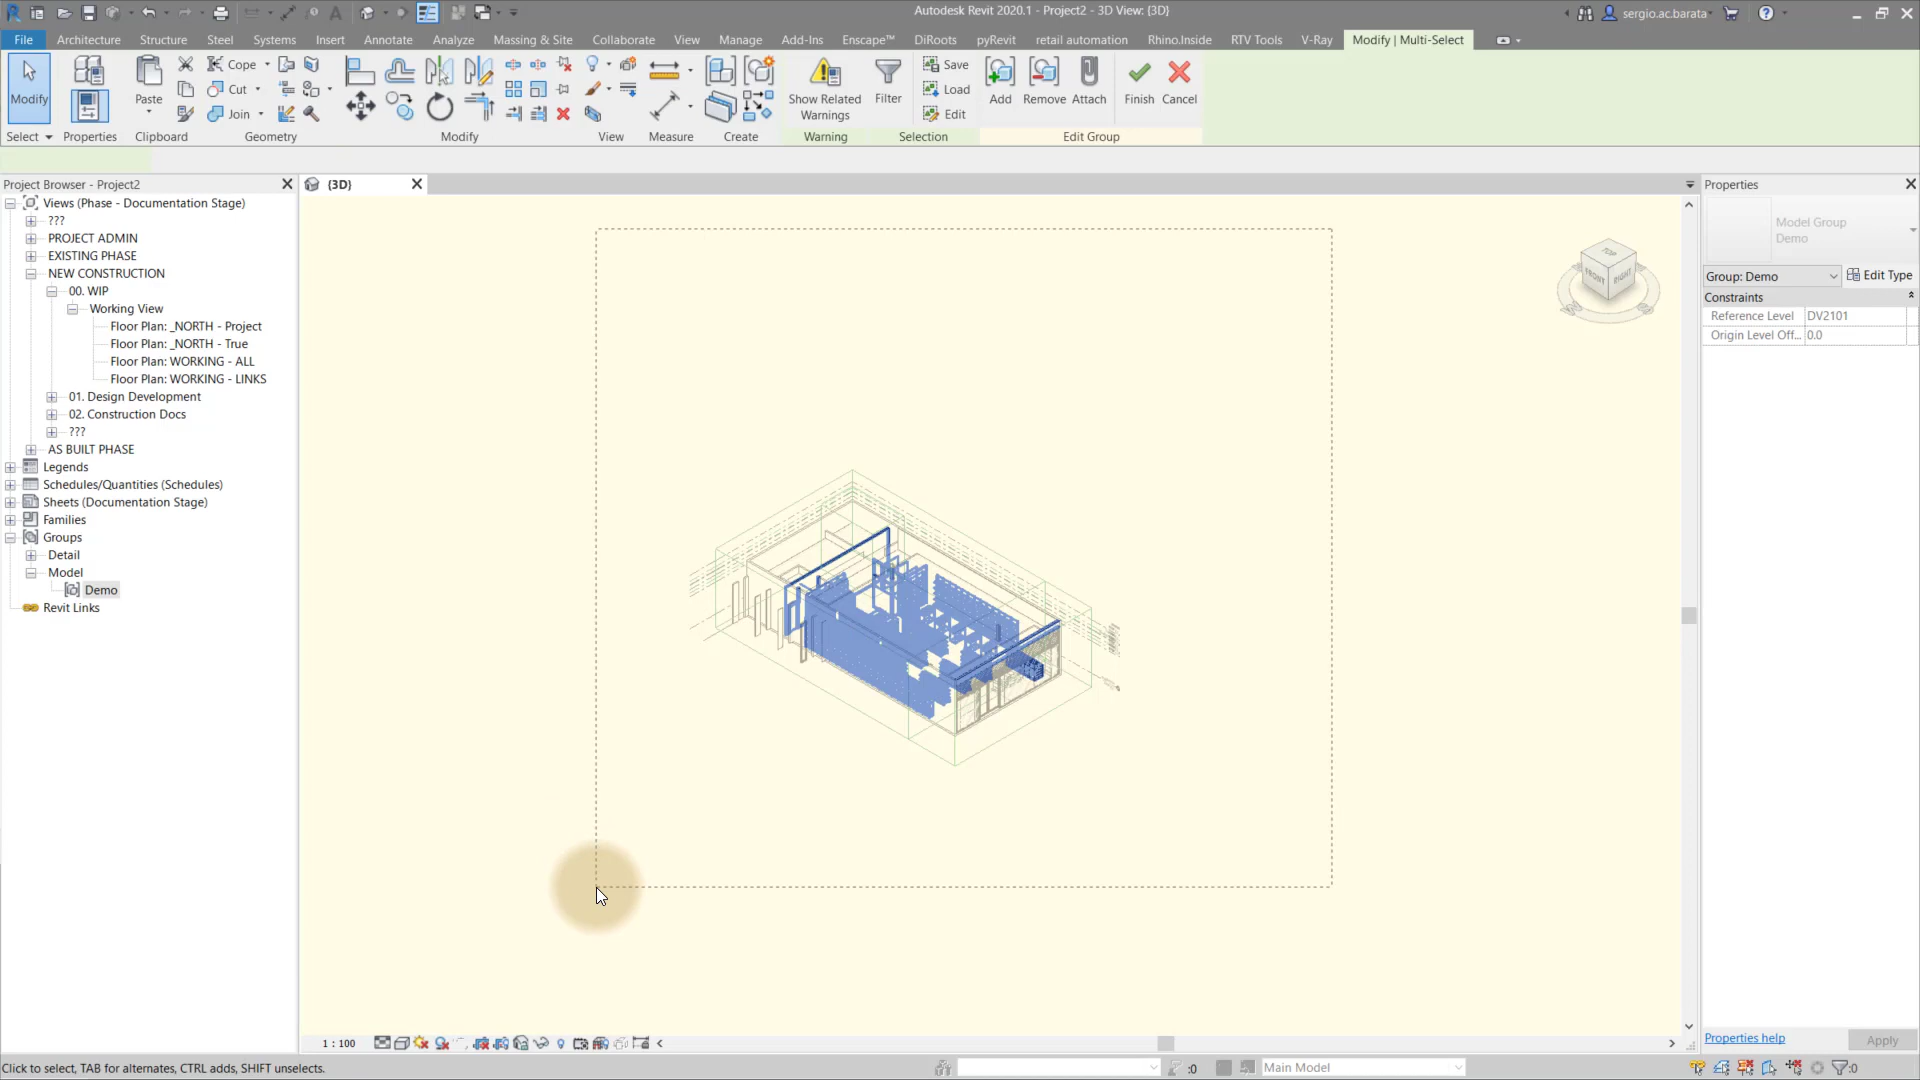 Autodesk Revit 2020.1 - Project2 - 3D View: {3D}
sergio.ac.barata
File
Architecture
Structure
Steel
Systems
Insert
Annotate
Analyze
Massing & Site
Collaborate
View
Manage
Add-Ins
Enscape™
DiRoots
pyRevit
retail automation
Rhino.Inside
RTV Tools
V-Ray
Modify | Multi-Select
Modify
Paste
Cope
Cut
Join
Show Related
Warnings
Filter
Save
Load
Edit
Add
Remove
Attach
Finish
Cancel
Select
Properties
Clipboard
Geometry
Modify
View
Measure
Create
Warning
Selection
Edit Group
Project Browser - Project2
Views (Phase - Documentation Stage)
???
PROJECT ADMIN
EXISTING PHASE
NEW CONSTRUCTION
00. WIP
Working View
Floor Plan: _NORTH - Project
Floor Plan: _NORTH - True
Floor Plan: WORKING - ALL
Floor Plan: WORKING - LINKS
01. Design Development
02. Construction Docs
???
AS BUILT PHASE
Legends
Schedules/Quantities (Schedules)
Sheets (Documentation Stage)
Families
Groups
Detail
Model
Demo
Revit Links
{3D}
TOP
FRONT
RIGHT
Properties
Model Group
Demo
Group: Demo
Edit Type
Constraints
Reference Level
DV2101
Origin Level Off...
0.0
Properties help
Apply
1 : 100
Click to select, TAB for alternates, CTRL adds, SHIFT unselects.
:0
Main Model
:0